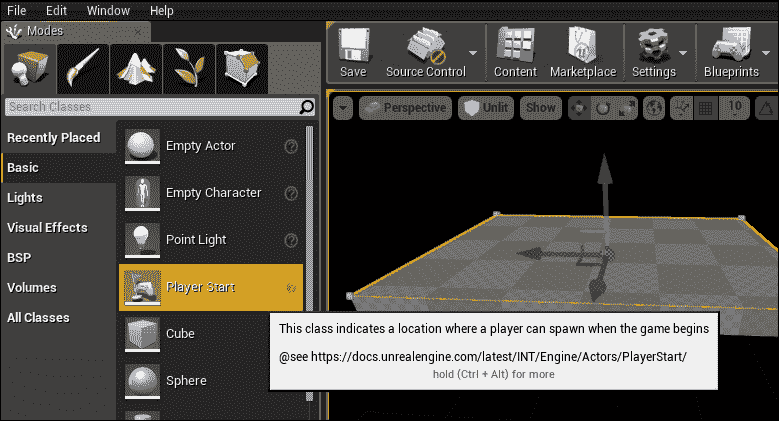 File Edit Window Help
Modes
Search Classes
Recently Placed
Basic
Lights
Visual Effects
BSP
Volumes
All Classes
Empty Actor
Empty Character
Point Light
Player Start
Cube
Sphere
Save Source Control Content Marketplace Settings Blueprints
Perspective Unlit Show 10
This class indicates a location where a player can spawn when the game begins
@see https://docs.unrealengine.com/latest/INT/Engine/Actors/PlayerStart/
hold (Ctrl + Alt) for more